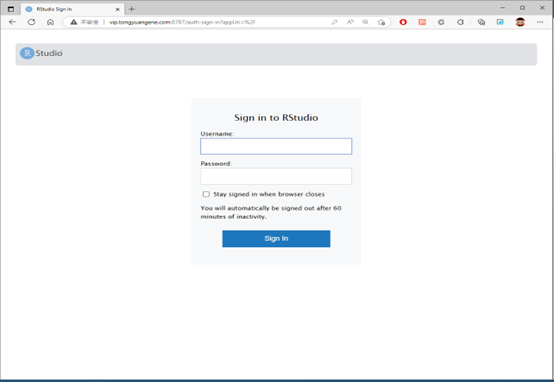 RStudio Sign In
不安全 | vip.tongyuangene.com:8787/auth-sign-in?appUri=%2F
R Studio
Sign in to RStudio
Username:
Password:
Stay signed in when browser closes
You will automatically be signed out after 60
minutes of inactivity.
Sign In